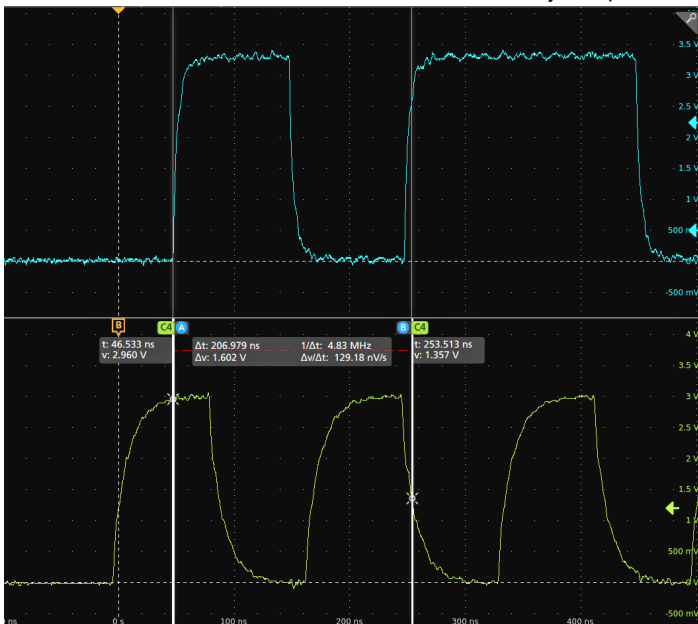 3.5 V
3 V
2.5 V
2 V
1.5 V
1 V
500 mV
-500 mV
B
C4 A
B C4
4 V
t: 46.533 ns
v: 2.960 V
Δt: 206.979 ns 1/Δt: 4.83 MHz
Δv: 1.602 V Δv/Δt: 129.18 nV/s
t: 253.513 ns
v: 1.357 V
3.5 V
3 V
2.5 V
2 V
1.5 V
1 V
500 mV
-500 mV
ns 0 s 100 ns 200 ns 300 ns 400 ns